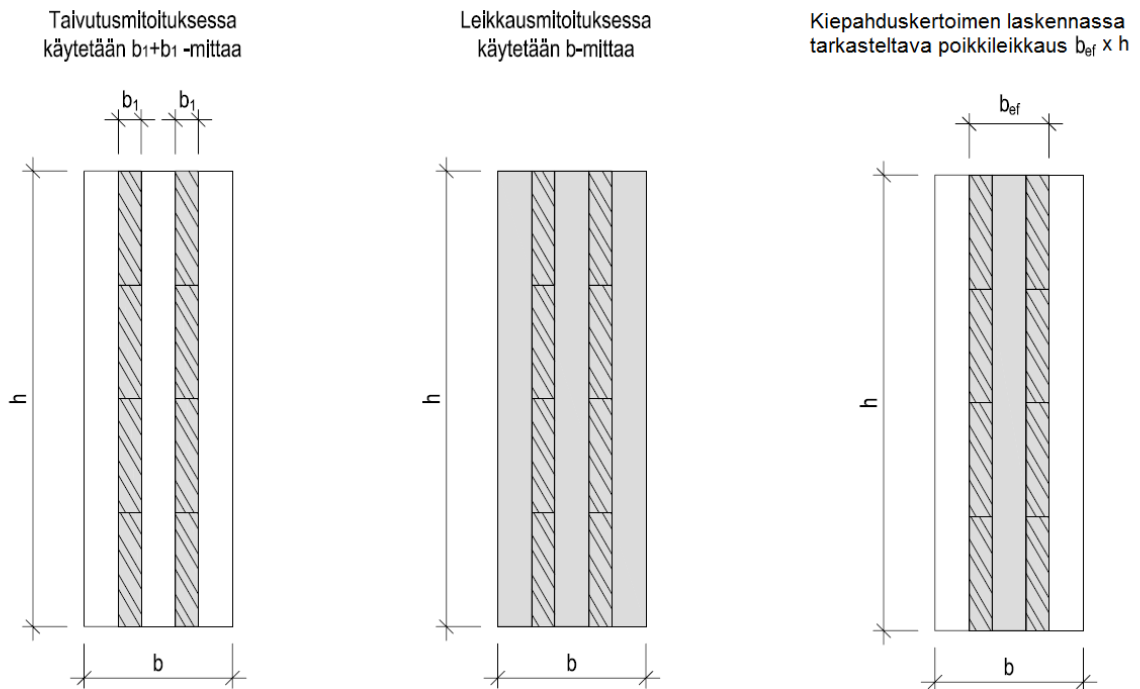 Taivutusmitoituksessa
käytetään b₁+b₁ -mittaa
b₁
b₁
h
b
Leikkausmitoituksessa
käytetään b-mittaa
h
b
Kiepahduskertoimen laskennassa
tarkasteltava poikkileikkaus bef x h
bef
h
b